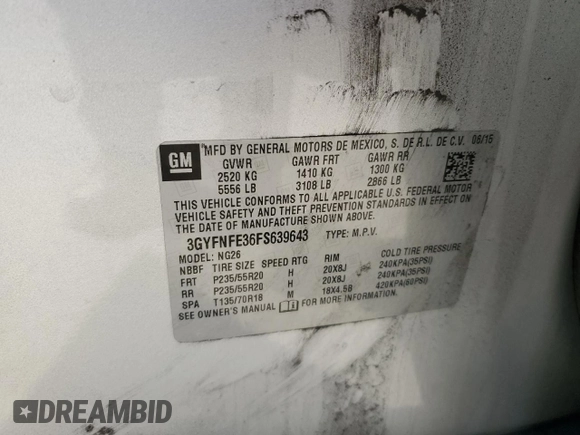 GM
MFD BY GENERAL MOTORS DE MEXICO, S. DE R.L. DE C.V. 06/15
GVWR GAWR FRT GAWR RR
2520 KG 1410 KG 1300 KG
5556 LB 3108 LB 2866 LB
THIS VEHICLE CONFORMS TO ALL APPLICABLE U.S. FEDERAL MOTOR
VEHICLE SAFETY AND THEFT PREVENTION STANDARDS IN EFFECT ON
THE DATE OF MANUFACTURE SHOWN ABOVE.
3GYFNFE36FS639643 TYPE: M.P.V.
MODEL: NG26
NBBF TIRE SIZE SPEED RTG RIM COLD TIRE PRESSURE
FRT P235/55R20 H 20X8J 240KPA(35PSI)
RR P235/55R20 H 20X8J 240KPA(35PSI)
SPA T135/70R18 M 18X4.5B 420KPA(60PSI)
SEE OWNER'S MANUAL FOR MORE INFORMATION.
DREAMBID